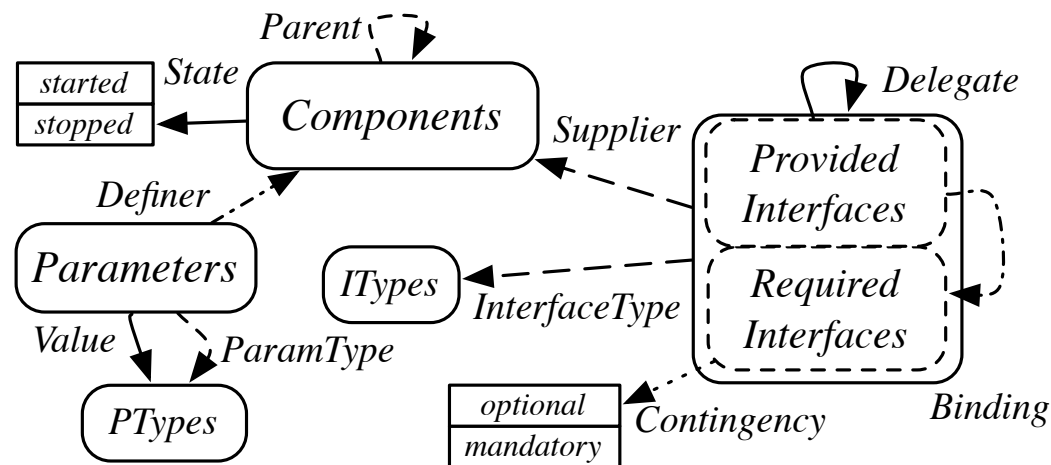 Parent
started
stopped
State
Components
Delegate
Supplier
Provided
Interfaces
Definer
Parameters
ITypes
InterfaceType
Required
Interfaces
Value
ParamType
PTypes
optional
mandatory
Contingency
Binding